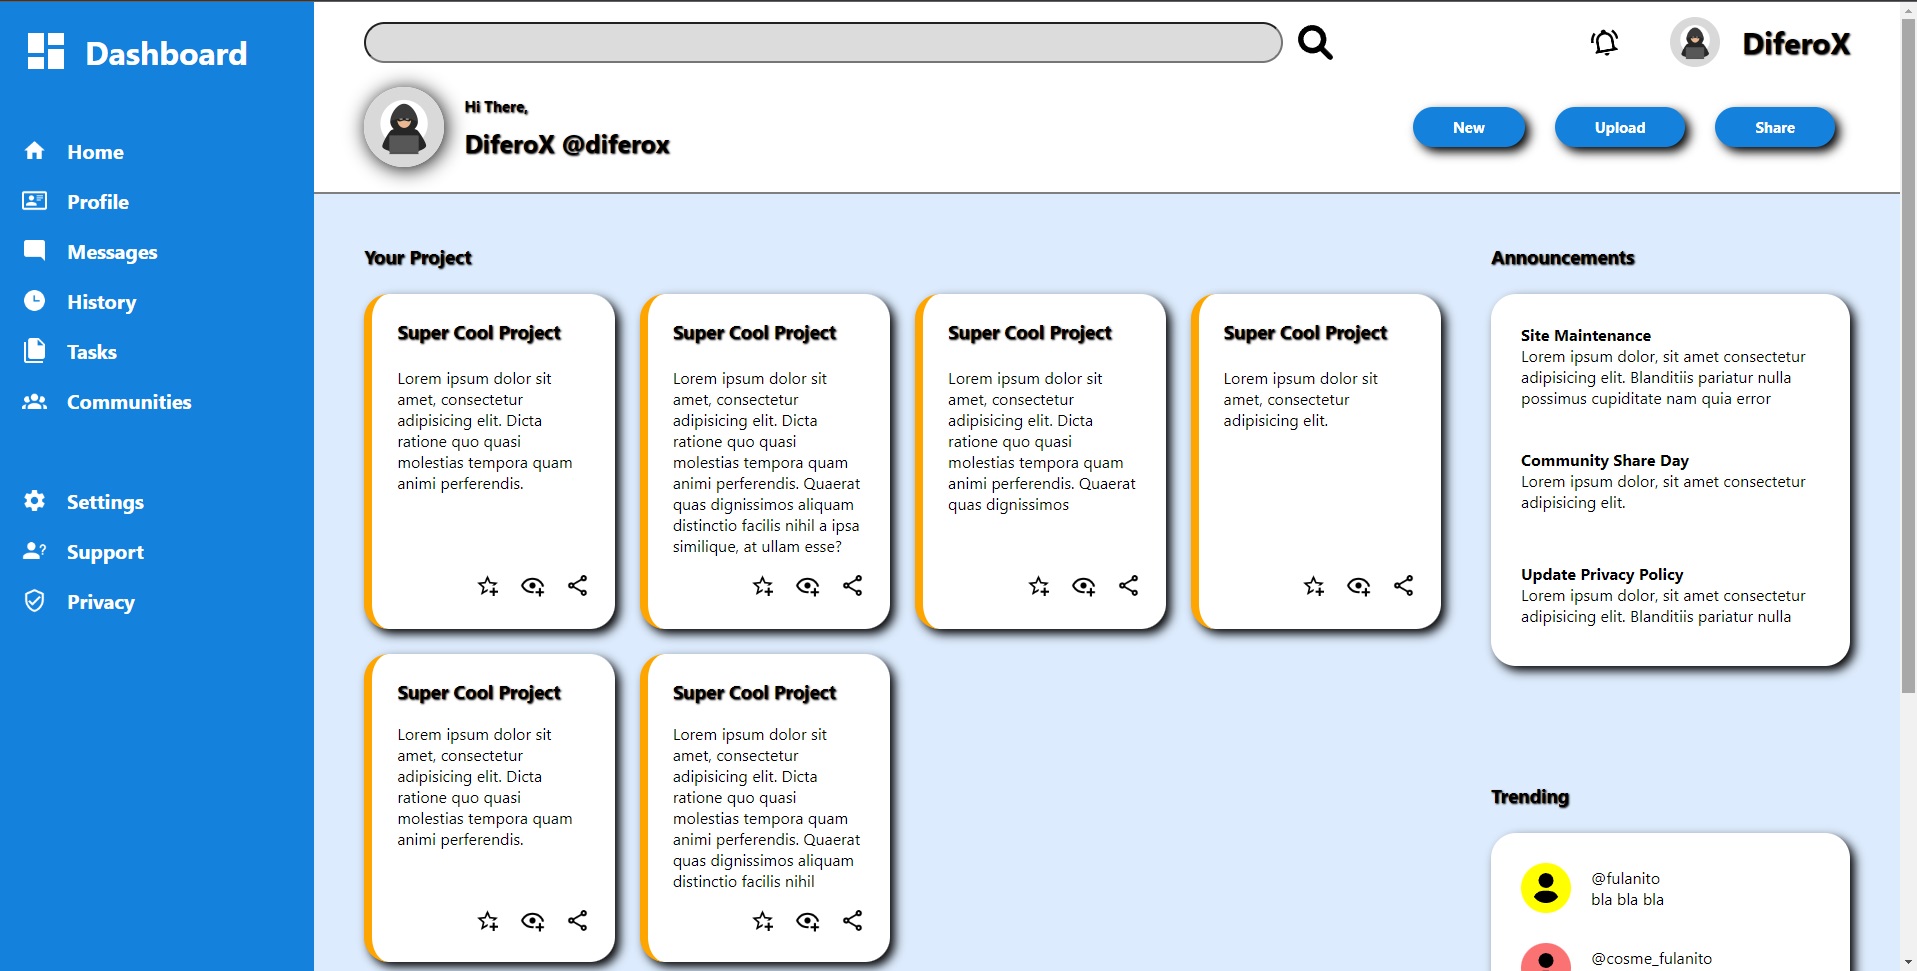 Dashboard
Home
Profile
Messages
History
Tasks
Communities
Settings
Support
Privacy
DiferoX
Hi There,
DiferoX @diferox
New
Upload
Share
Your Project
Super Cool Project
Lorem ipsum dolor sit
amet, consectetur
adipisicing elit. Dicta
ratione quo quasi
molestias tempora quam
animi perferendis.
Super Cool Project
Lorem ipsum dolor sit
amet, consectetur
adipisicing elit. Dicta
ratione quo quasi
molestias tempora quam
animi perferendis. Quaerat
quas dignissimos aliquam
distinctio facilis nihil a ipsa
similique, at ullam esse?
Super Cool Project
Lorem ipsum dolor sit
amet, consectetur
adipisicing elit. Dicta
ratione quo quasi
molestias tempora quam
animi perferendis. Quaerat
quas dignissimos
Super Cool Project
Lorem ipsum dolor sit
amet, consectetur
adipisicing elit.
Super Cool Project
Lorem ipsum dolor sit
amet, consectetur
adipisicing elit. Dicta
ratione quo quasi
molestias tempora quam
animi perferendis.
Super Cool Project
Lorem ipsum dolor sit
amet, consectetur
adipisicing elit. Dicta
ratione quo quasi
molestias tempora quam
animi perferendis. Quaerat
quas dignissimos aliquam
distinctio facilis nihil
Announcements
Site Maintenance
Lorem ipsum dolor, sit amet consectetur
adipisicing elit. Blanditiis pariatur nulla
possimus cupiditate nam quia error
Community Share Day
Lorem ipsum dolor, sit amet consectetur
adipisicing elit.
Update Privacy Policy
Lorem ipsum dolor, sit amet consectetur
adipisicing elit. Blanditiis pariatur nulla
Trending
@fulanito
bla bla bla
@cosme_fulanito